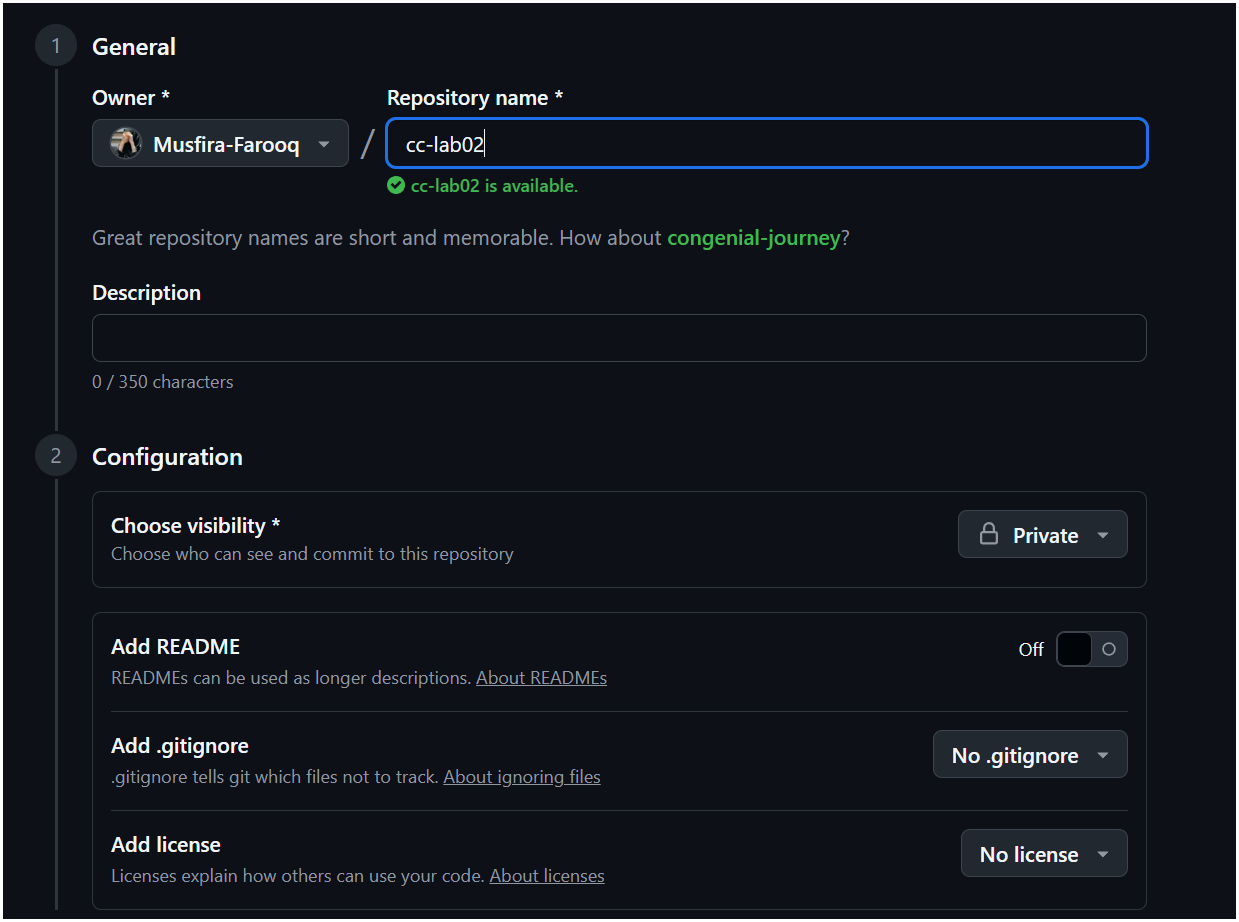 1 General
Owner * Repository name *
Musfira-Farooq / cc-lab02
cc-lab02 is available.
Great repository names are short and memorable. How about congenial-journey?
Description
0 / 350 characters
2 Configuration
Choose visibility *
Choose who can see and commit to this repository
Private
Add README
READMEs can be used as longer descriptions. About READMEs
Off
Add .gitignore
.gitignore tells git which files not to track. About ignoring files
No .gitignore
Add license
Licenses explain how others can use your code. About licenses
No license